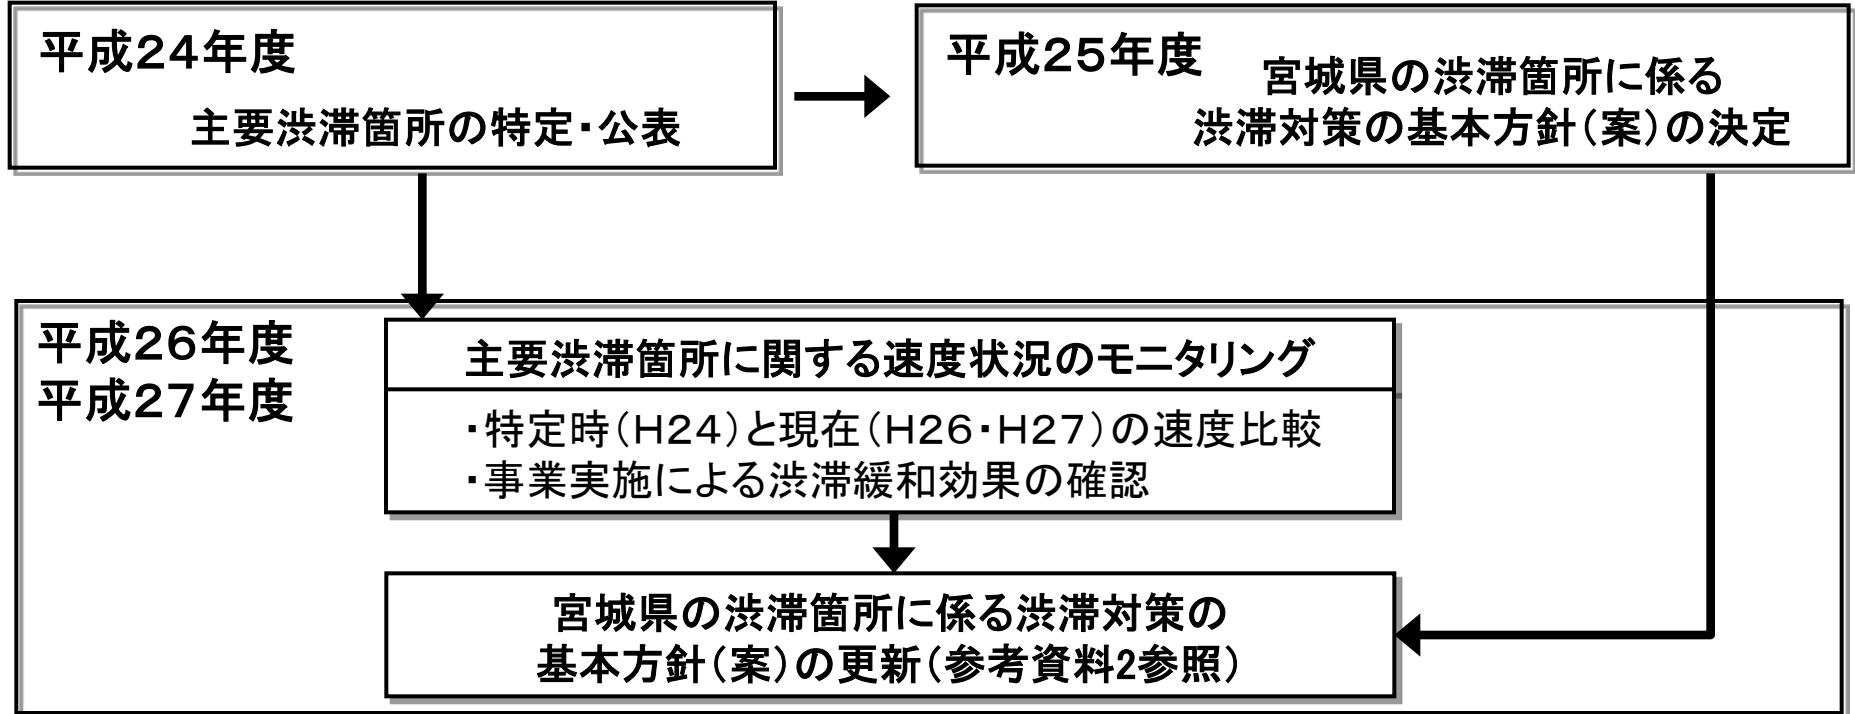 平成24年度
主要渋滞箇所の特定・公表
平成25年度
宮城県の渋滞箇所に係る
渋滞対策の基本方針(案)の決定
平成26年度
平成27年度
主要渋滞箇所に関する速度状況のモニタリング
・特定時(H24)と現在(H26・H27)の速度比較
・事業実施による渋滞緩和効果の確認
宮城県の渋滞箇所に係る渋滞対策の
基本方針(案)の更新(参考資料2参照)